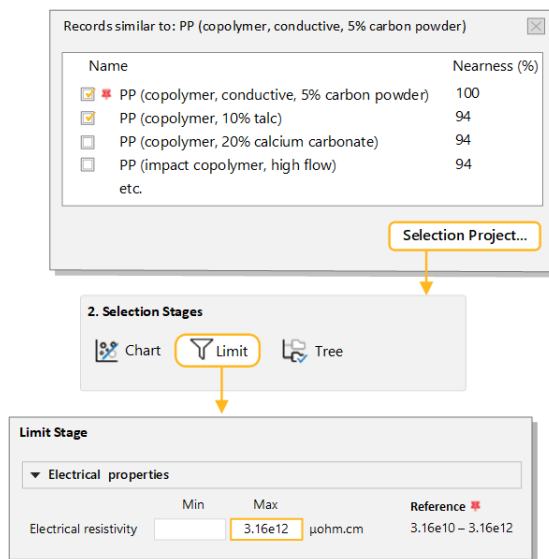 Records similar to: PP (copolymer, conductive, 5% carbon powder)
Name Nearness (%)
PP (copolymer, conductive, 5% carbon powder) 100
PP (copolymer, 10% talc) 94
PP (copolymer, 20% calcium carbonate) 94
PP (impact copolymer, high flow) 94
etc.
Selection Project...
2. Selection Stages
Chart Limit Tree
Limit Stage
Electrical properties
Min Max Reference
Electrical resistivity 3.16e12 µohm.cm 3.16e10 – 3.16e12